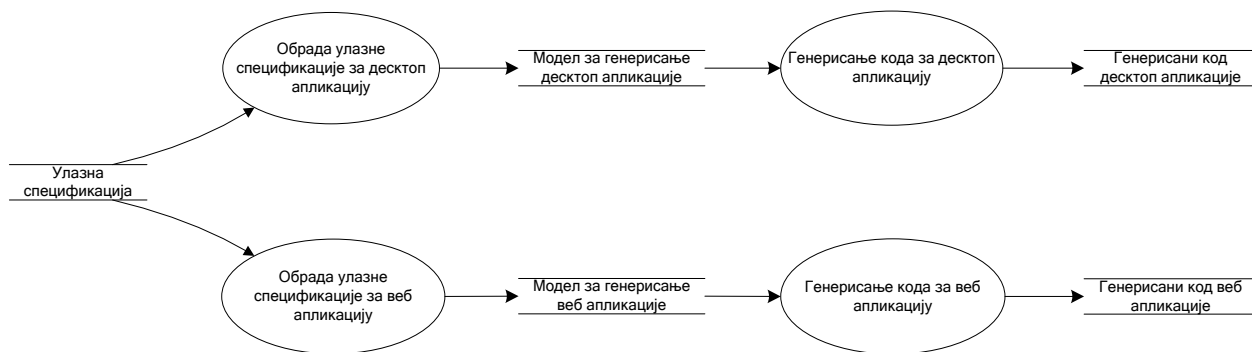 Обрада улазне
спецификације за десктоп
апликацију
Модел за генерисање
десктоп апликације
Генерисање кода за десктоп
апликацију
Генерисани код
десктоп апликације
Улазна
спецификација
Обрада улазне
спецификације за веб
апликацију
Модел за генерисање
веб апликације
Генерисање кода за веб
апликацију
Генерисани код веб
апликације